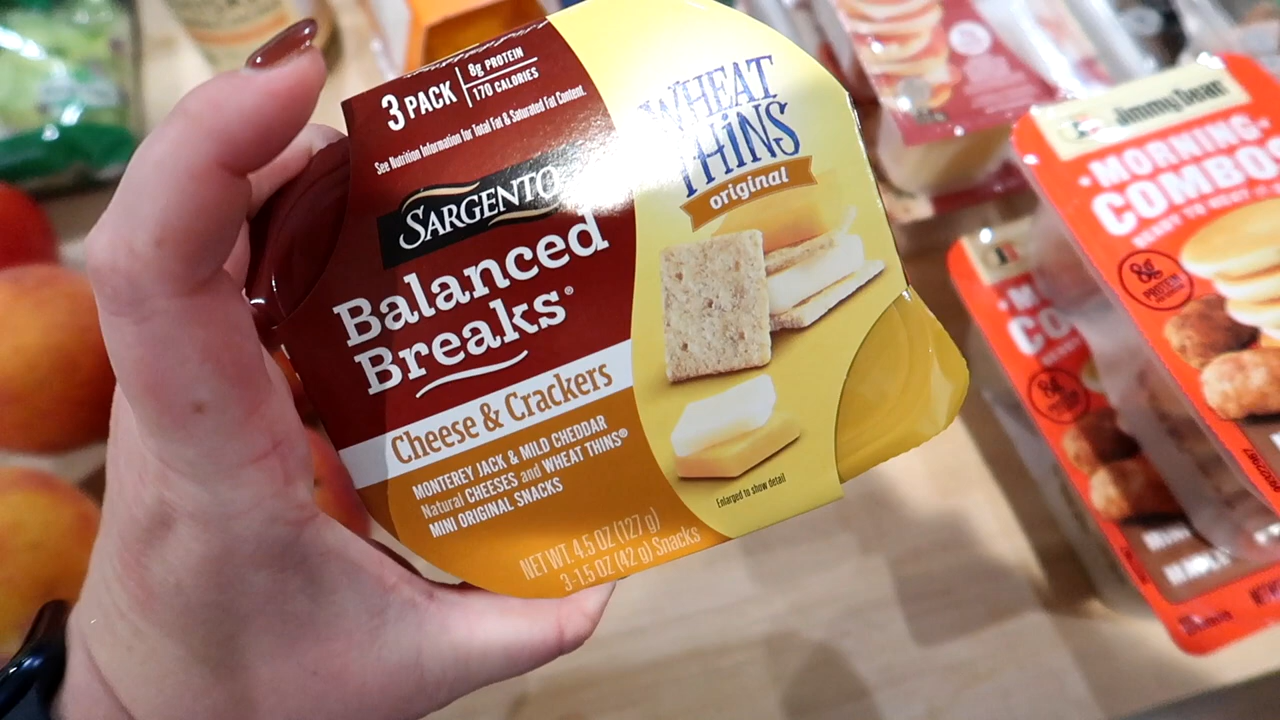 3 PACK
8g PROTEIN
170 CALORIES
See Nutrition Information for Total Fat & Saturated Fat Content.
SARGENTO
Balanced
Breaks®
Cheese & Crackers
MONTEREY JACK & MILD CHEDDAR
Natural CHEESES and WHEAT THINS®
MINI ORIGINAL SNACKS
NET WT. 4.5 OZ (127 g)
3-1.5 OZ (42 g) Snacks
WHEAT
THiNS
original
Enlarged to show detail
Jimmy Dean
MORNING
COMBOS
8g
PROTEIN
8g